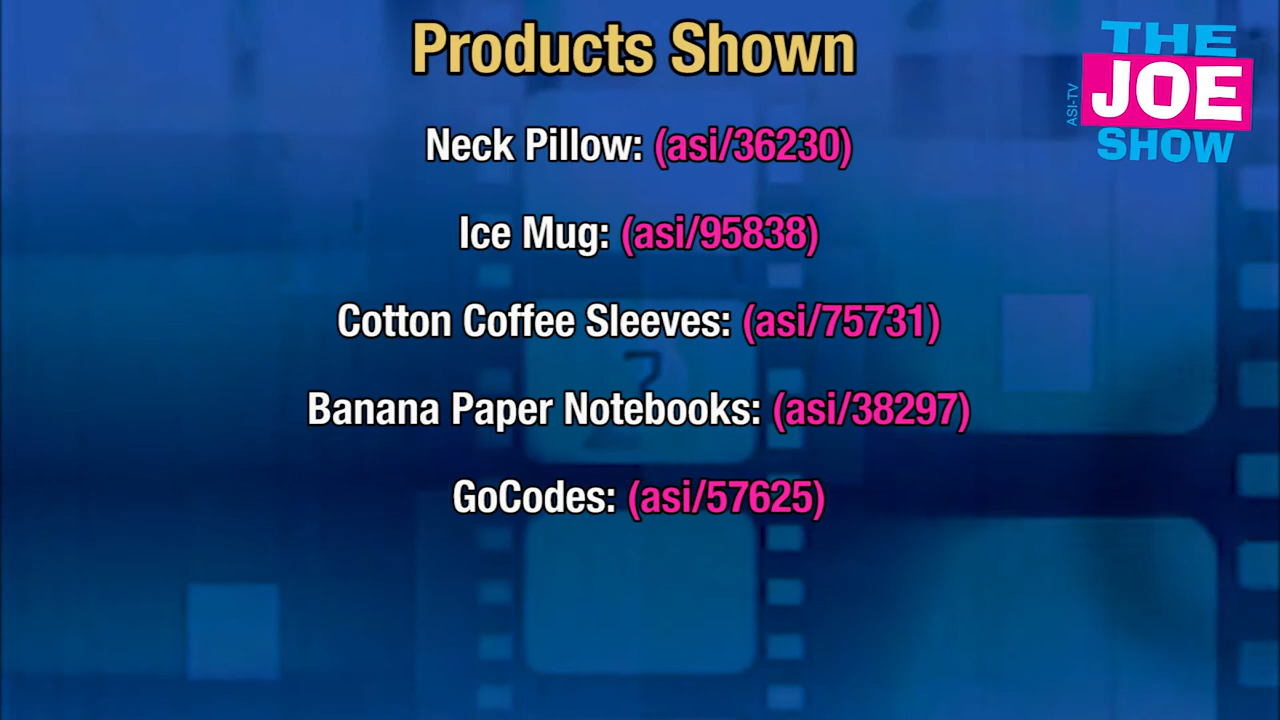 Products Shown
THE
JOE
SHOW
ASI-TV
Neck Pillow: (asi/36230)
Ice Mug: (asi/95838)
Cotton Coffee Sleeves: (asi/75731)
Banana Paper Notebooks: (asi/38297)
GoCodes: (asi/57625)